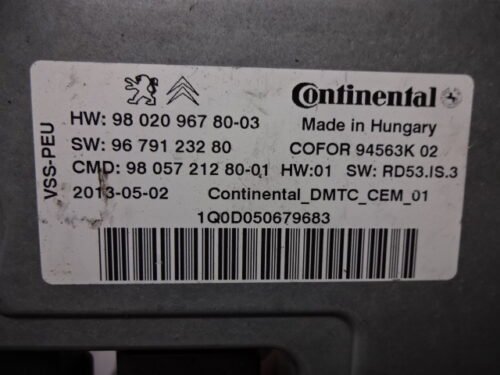 Continental
HW: 98 020 967 80-03
Made in Hungary
SW: 96 791 232 80
COFOR 94563K 02
CMD: 98 057 212 80-01 HW:01 SW: RD53.IS.3
2013-05-02 Continental_DMTC_CEM_01
1Q0D050679683
VSS-PEU